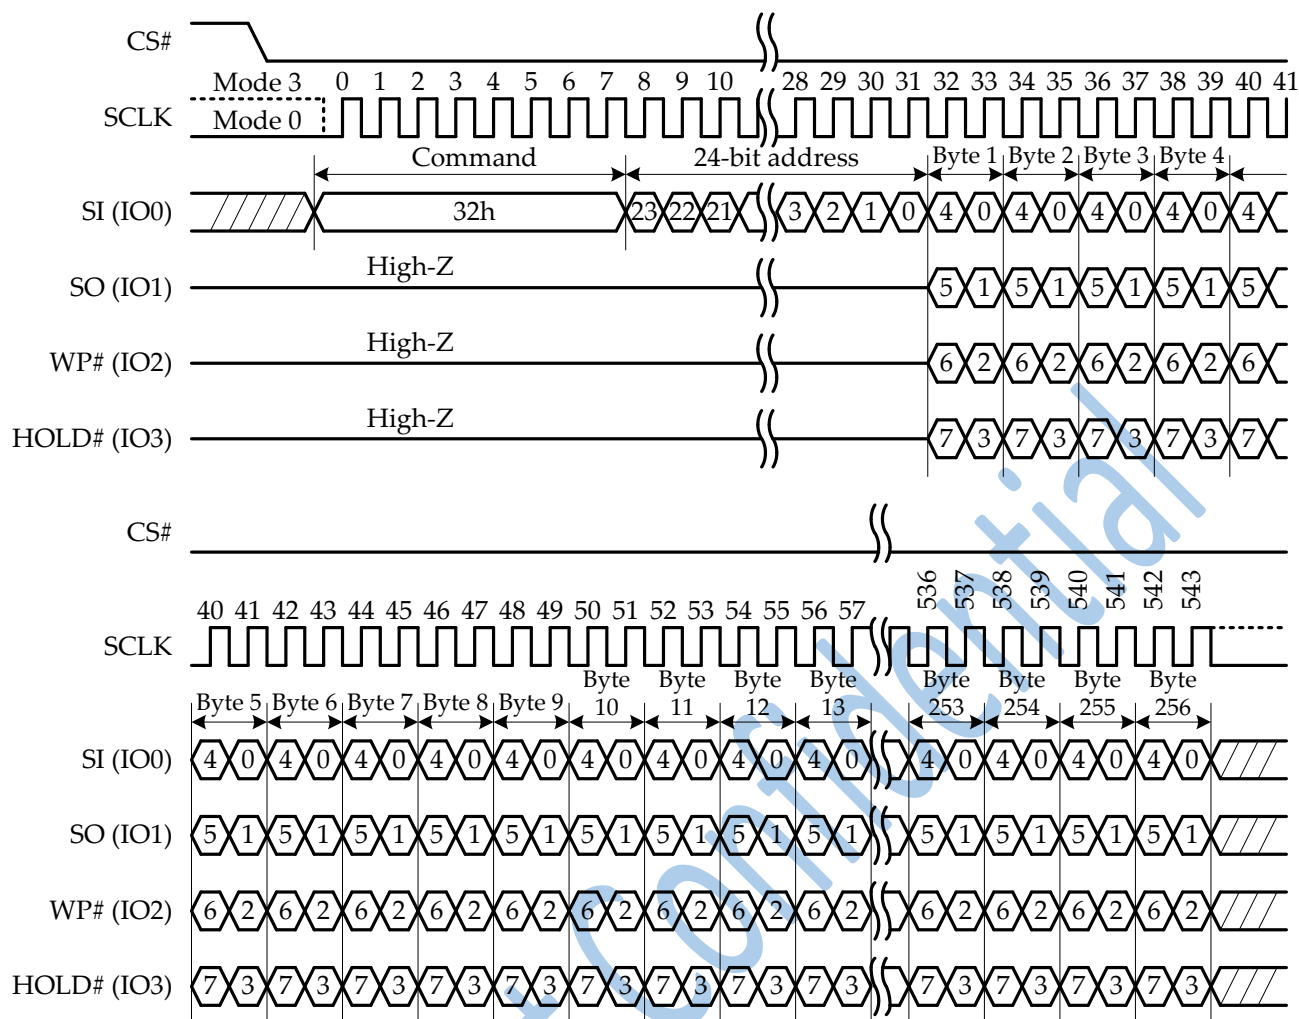 CS#
Mode 3 0 1 2 3 4 5 6 7 8 9 10 28 29 30 31 32 33 34 35 36 37 38 39 40 41
SCLK
Mode 0
Command 24-bit address Byte 1 Byte 2 Byte 3 Byte 4
SI (IO0) 32h 23 22 21 3 2 1 0 4 0 4 0 4 0 4 0 4
High-Z
SO (IO1) 5 1 5 1 5 1 5 1 5
High-Z
WP# (IO2) 6 2 6 2 6 2 6 2 6
High-Z
HOLD# (IO3) 7 3 7 3 7 3 7 3 7
CS#
40 41 42 43 44 45 46 47 48 49 50 51 52 53 54 55 56 57 536 537 538 539 540 541 542 543
SCLK
Byte 5 Byte 6 Byte 7 Byte 8 Byte 9 Byte 10 Byte 11 Byte 12 Byte 13 Byte 253 Byte 254 Byte 255 Byte 256
SI (IO0) 4 0 4 0 4 0 4 0 4 0 4 0 4 0 4 0 4 0 4 0 4 0 4 0 4 0
SO (IO1) 5 1 5 1 5 1 5 1 5 1 5 1 5 1 5 1 5 1 5 1 5 1 5 1 5 1
WP# (IO2) 6 2 6 2 6 2 6 2 6 2 6 2 6 2 6 2 6 2 6 2 6 2 6 2 6 2
HOLD# (IO3) 7 3 7 3 7 3 7 3 7 3 7 3 7 3 7 3 7 3 7 3 7 3 7 3 7 3
Confidential